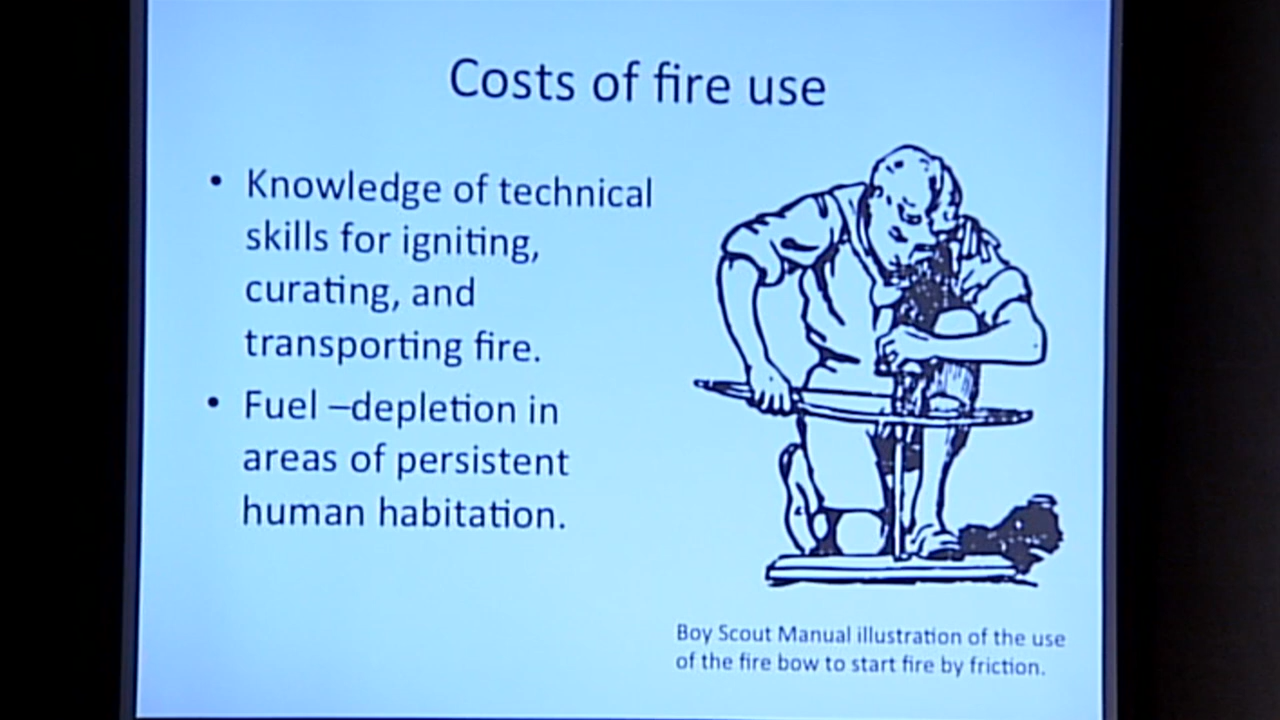 Costs of fire use
• Knowledge of technical
skills for igniting,
curating, and
transporting fire.
• Fuel –depletion in
areas of persistent
human habitation.
Boy Scout Manual illustration of the use
of the fire bow to start fire by friction.